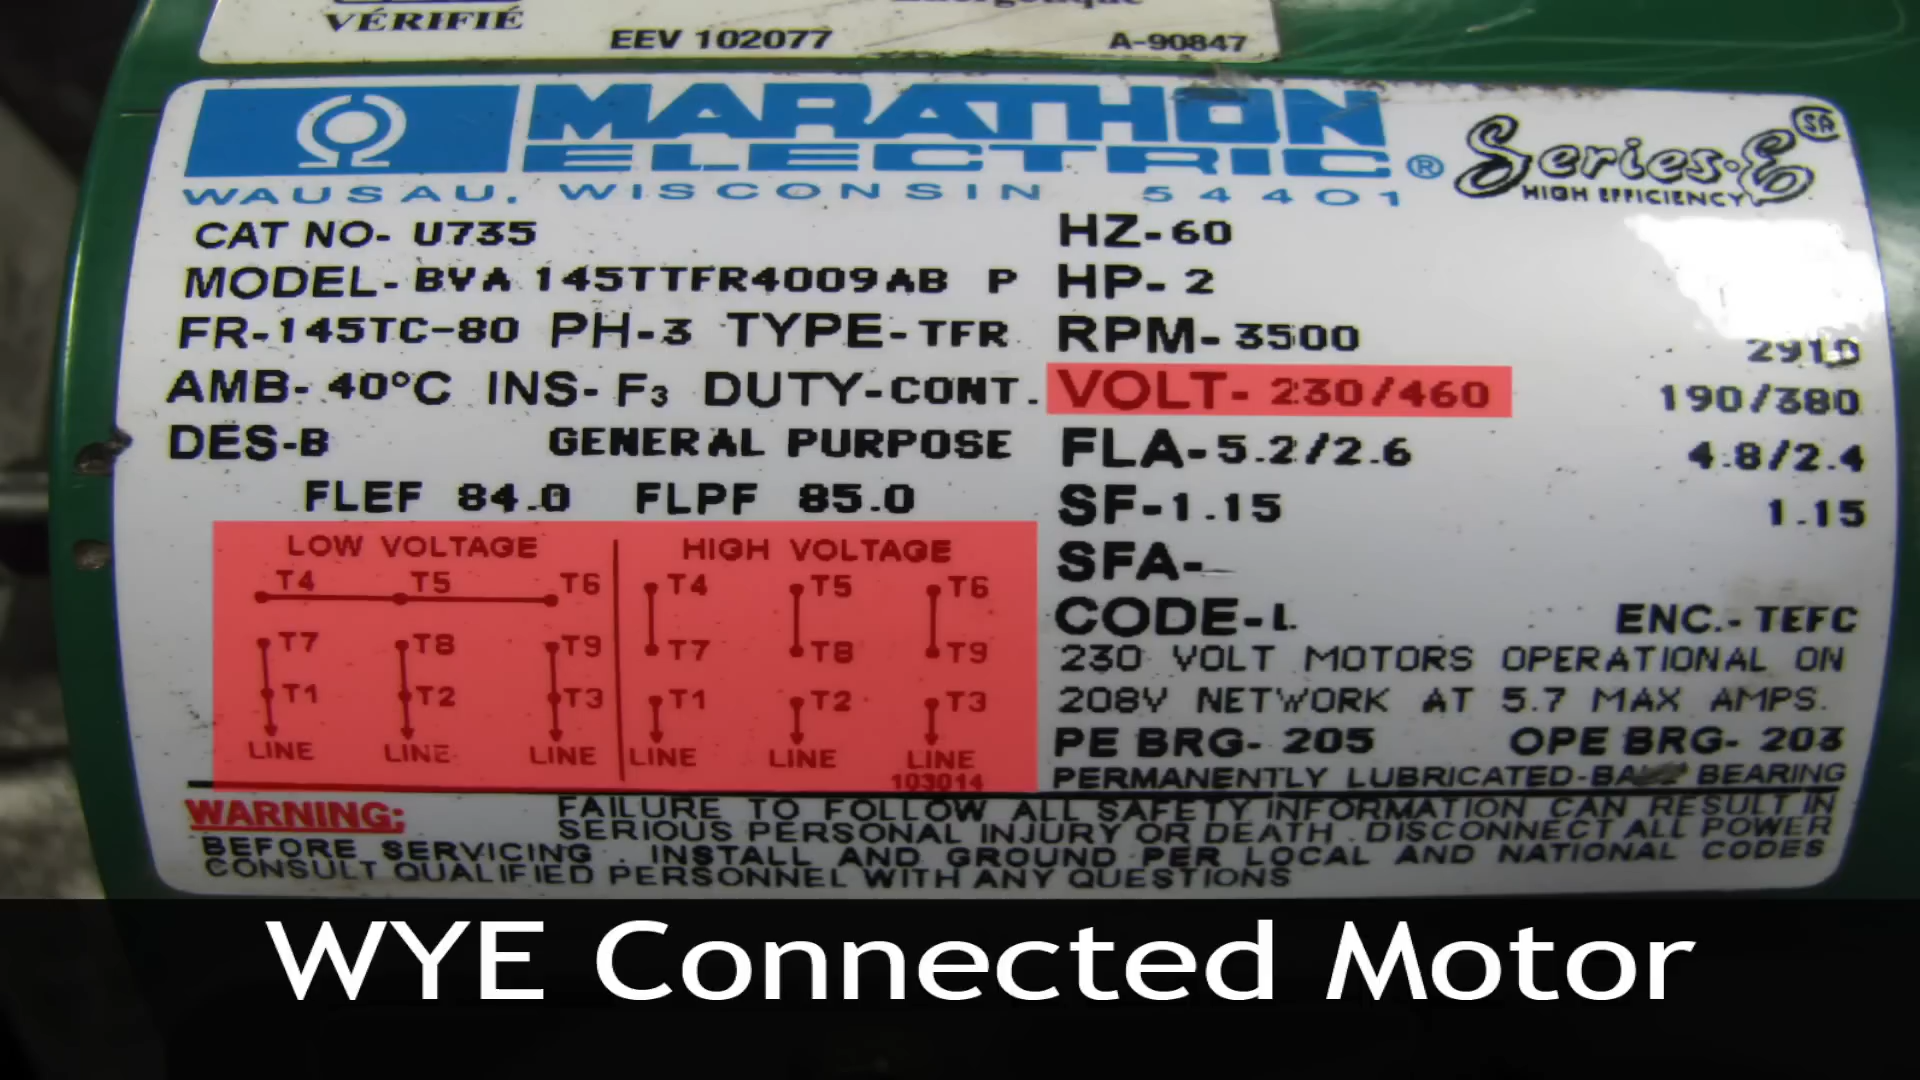 VÉRIFIÉ
EEV 102077
A-90847
MARATHON
ELECTRIC®
WAUSAU, WISCONSIN 54401
Series·E
SA
HIGH EFFICIENCY
CAT NO- U735
HZ-60
MODEL- BVA 145TTFR4009AB P
HP- 2
FR-145TC-80 PH-3 TYPE-TFR
RPM-3500 2910
AMB-40°C INS-F3 DUTY-CONT.
VOLT-230/460 190/380
DES-B GENERAL PURPOSE
FLA-5.2/2.6 4.8/2.4
FLEF 84.0 FLPF 85.0
SF-1.15 1.15
SFA-
CODE-L ENC.-TEFC
230 VOLT MOTORS OPERATIONAL ON
208V NETWORK AT 5.7 MAX AMPS.
PE BRG- 205 OPE BRG- 203
PERMANENTLY LUBRICATED-BALL BEARING
LOW VOLTAGE HIGH VOLTAGE
T4 T5 T6 T4 T5 T6
T7 T8 T9 T7 T8 T9
T1 T2 T3 T1 T2 T3
LINE LINE LINE LINE LINE LINE
103014
WARNING: FAILURE TO FOLLOW ALL SAFETY INFORMATION CAN RESULT IN
SERIOUS PERSONAL INJURY OR DEATH. DISCONNECT ALL POWER
BEFORE SERVICING. INSTALL AND GROUND PER LOCAL AND NATIONAL CODES
CONSULT QUALIFIED PERSONNEL WITH ANY QUESTIONS
WYE Connected Motor